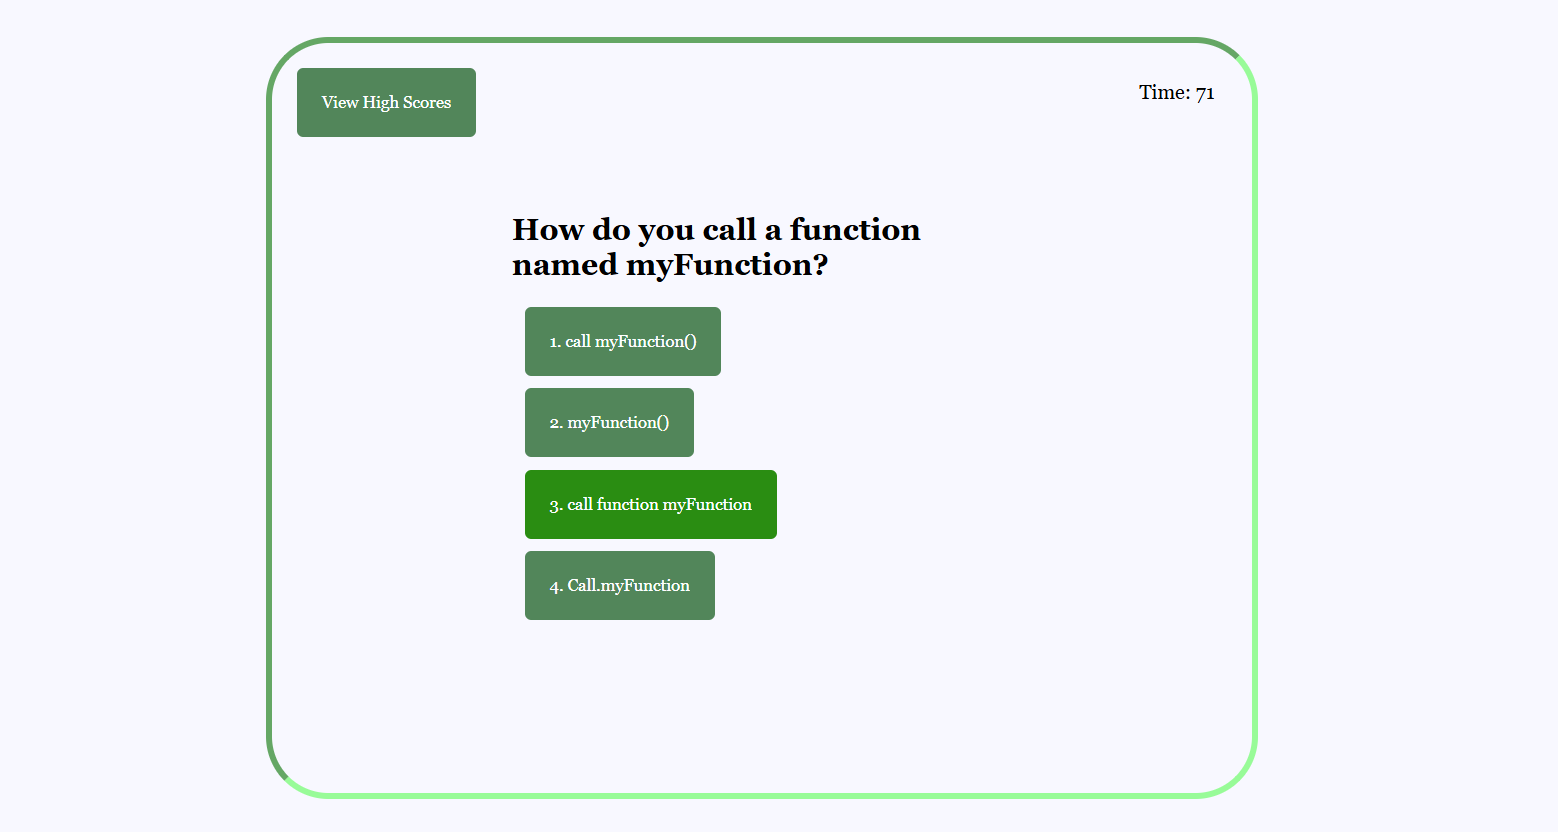 View High Scores
Time: 71
How do you call a function
named myFunction?
1. call myFunction()
2. myFunction()
3. call function myFunction
4. Call.myFunction